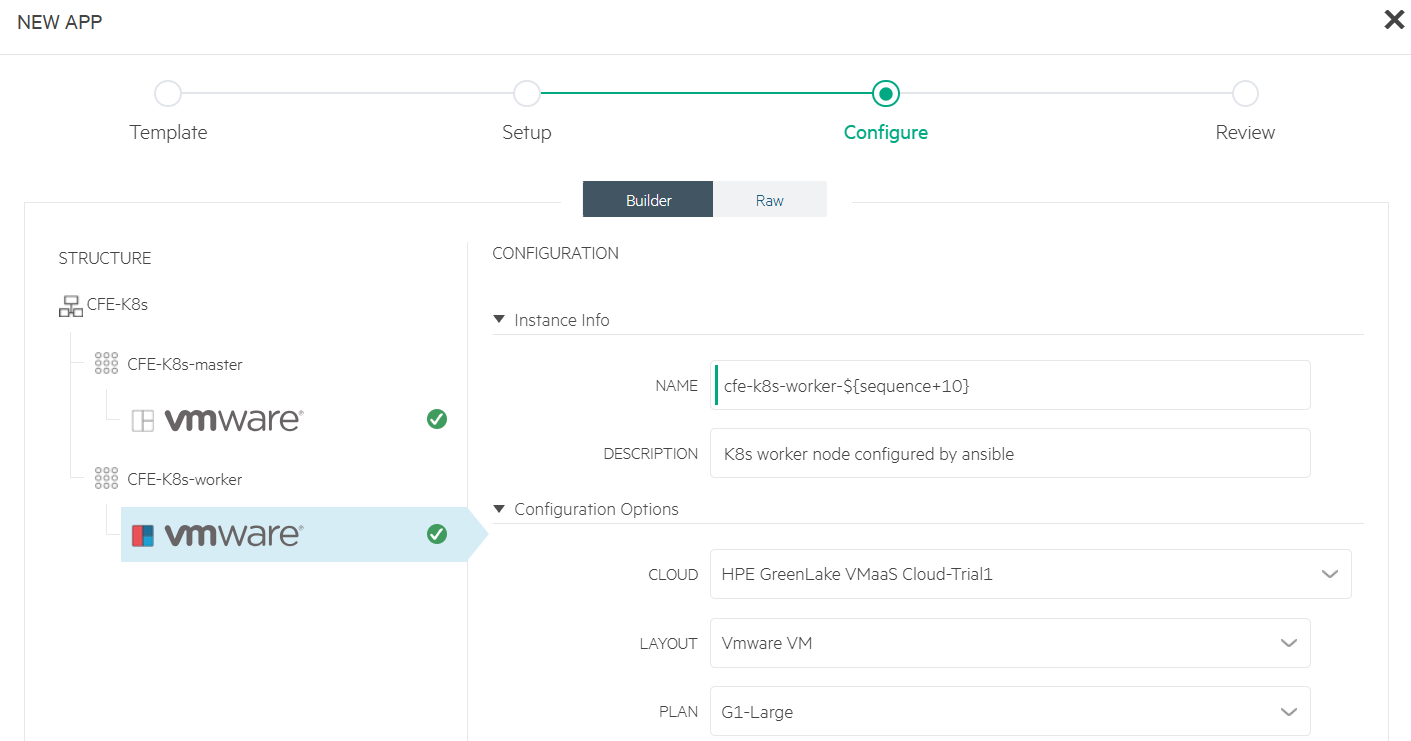 NEW APP
Template
Setup
Configure
Review
Builder
Raw
STRUCTURE
CFE-K8s
CFE-K8s-master
vmware®
CFE-K8s-worker
vmware®
CONFIGURATION
Instance Info
NAME cfe-k8s-worker-${sequence+10}
DESCRIPTION K8s worker node configured by ansible
Configuration Options
CLOUD HPE GreenLake VMaaS Cloud-Trial1
LAYOUT Vmware VM
PLAN G1-Large